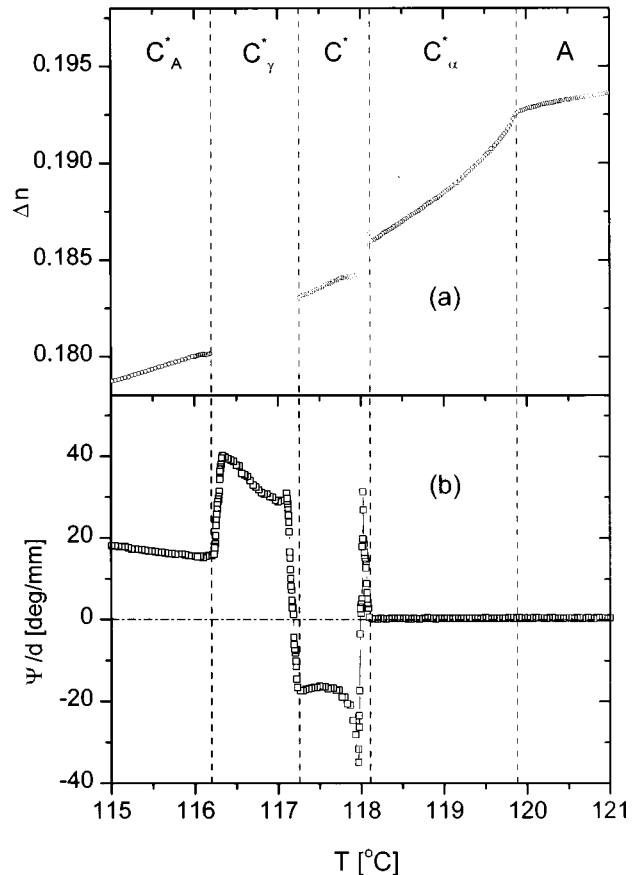 C*A C*γ C* C*α A
0.195
0.190
0.185
0.180
Δn
(a)
40
20
0
-20
-40
Ψ/d [deg/mm]
(b)
115 116 117 118 119 120 121
T [°C]